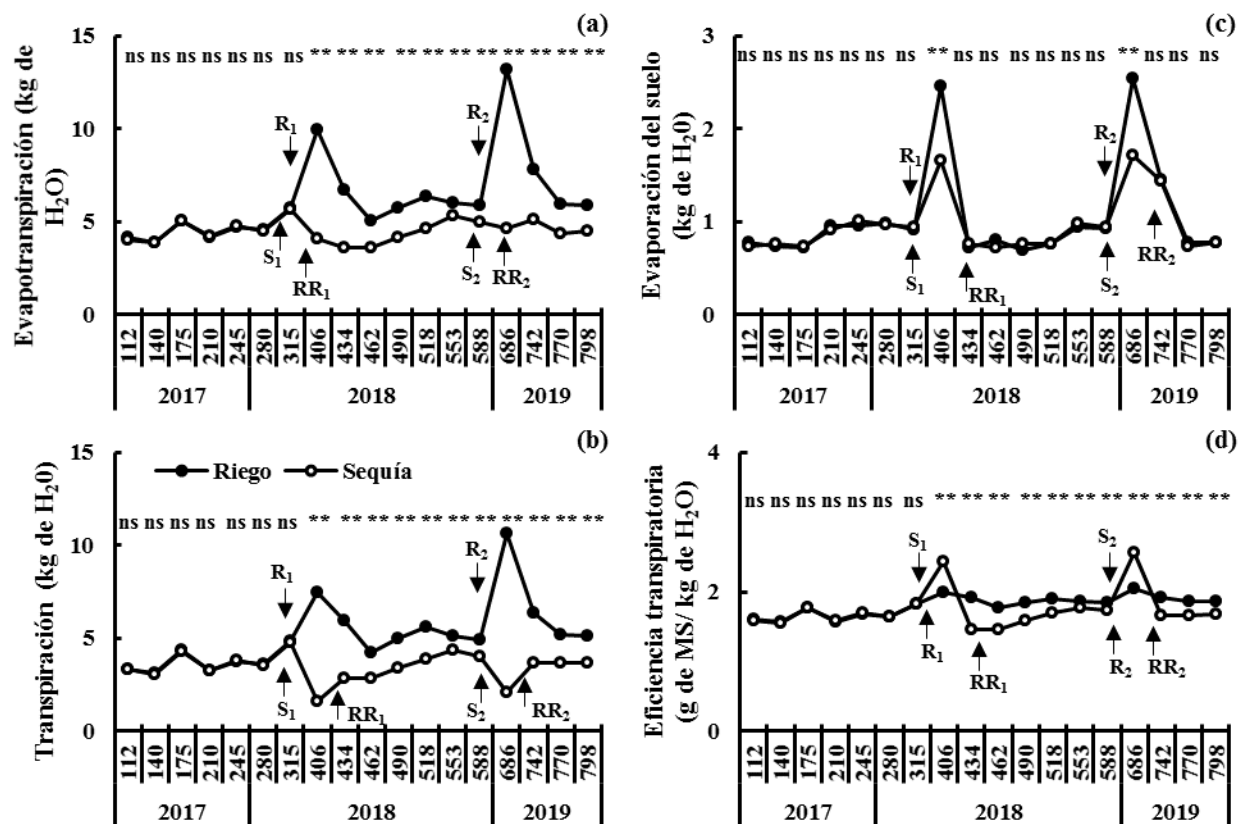 (a)
Evapotranspiración (kg de
H₂O)
15
10
5
0
ns ns ns ns ns ns ns ** ** ** ** ** ** ** ** ** ** **
R₁
S₁
RR₁
R₂
S₂
RR₂
112 140 175 210 245 280 315 406 434 462 490 518 553 588 686 742 770 798
2017 2018 2019
(c)
Evaporación del suelo
(kg de H₂0)
3
2
1
0
ns ns ns ns ns ns ns ** ns ns ns ns ns ns ** ns ns ns
R₁
S₁
RR₁
R₂
S₂
RR₂
112 140 175 210 245 280 315 406 434 462 490 518 553 588 686 742 770 798
2017 2018 2019
(b)
Transpiración (kg de H₂0)
15
10
5
0
Riego Sequía
ns ns ns ns ns ns ns ** ** ** ** ** ** ** ** ** ** **
R₁
S₁
RR₁
R₂
S₂
RR₂
112 140 175 210 245 280 315 406 434 462 490 518 553 588 686 742 770 798
2017 2018 2019
(d)
Eficiencia transpiratoria
(g de MS/ kg de H₂O)
4
2
0
ns ns ns ns ns ns ns ** ** ** ** ** ** ** ** ** ** **
S₁
R₁
RR₁
S₂
R₂
RR₂
112 140 175 210 245 280 315 406 434 462 490 518 553 588 686 742 770 798
2017 2018 2019